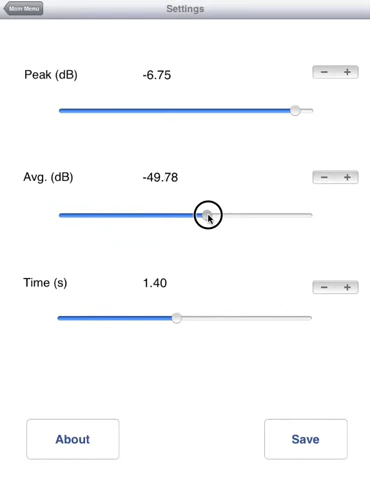 Main Menu
Settings
Peak (dB)
-6.75
− +
Avg. (dB)
-49.78
− +
Time (s)
1.40
− +
About
Save